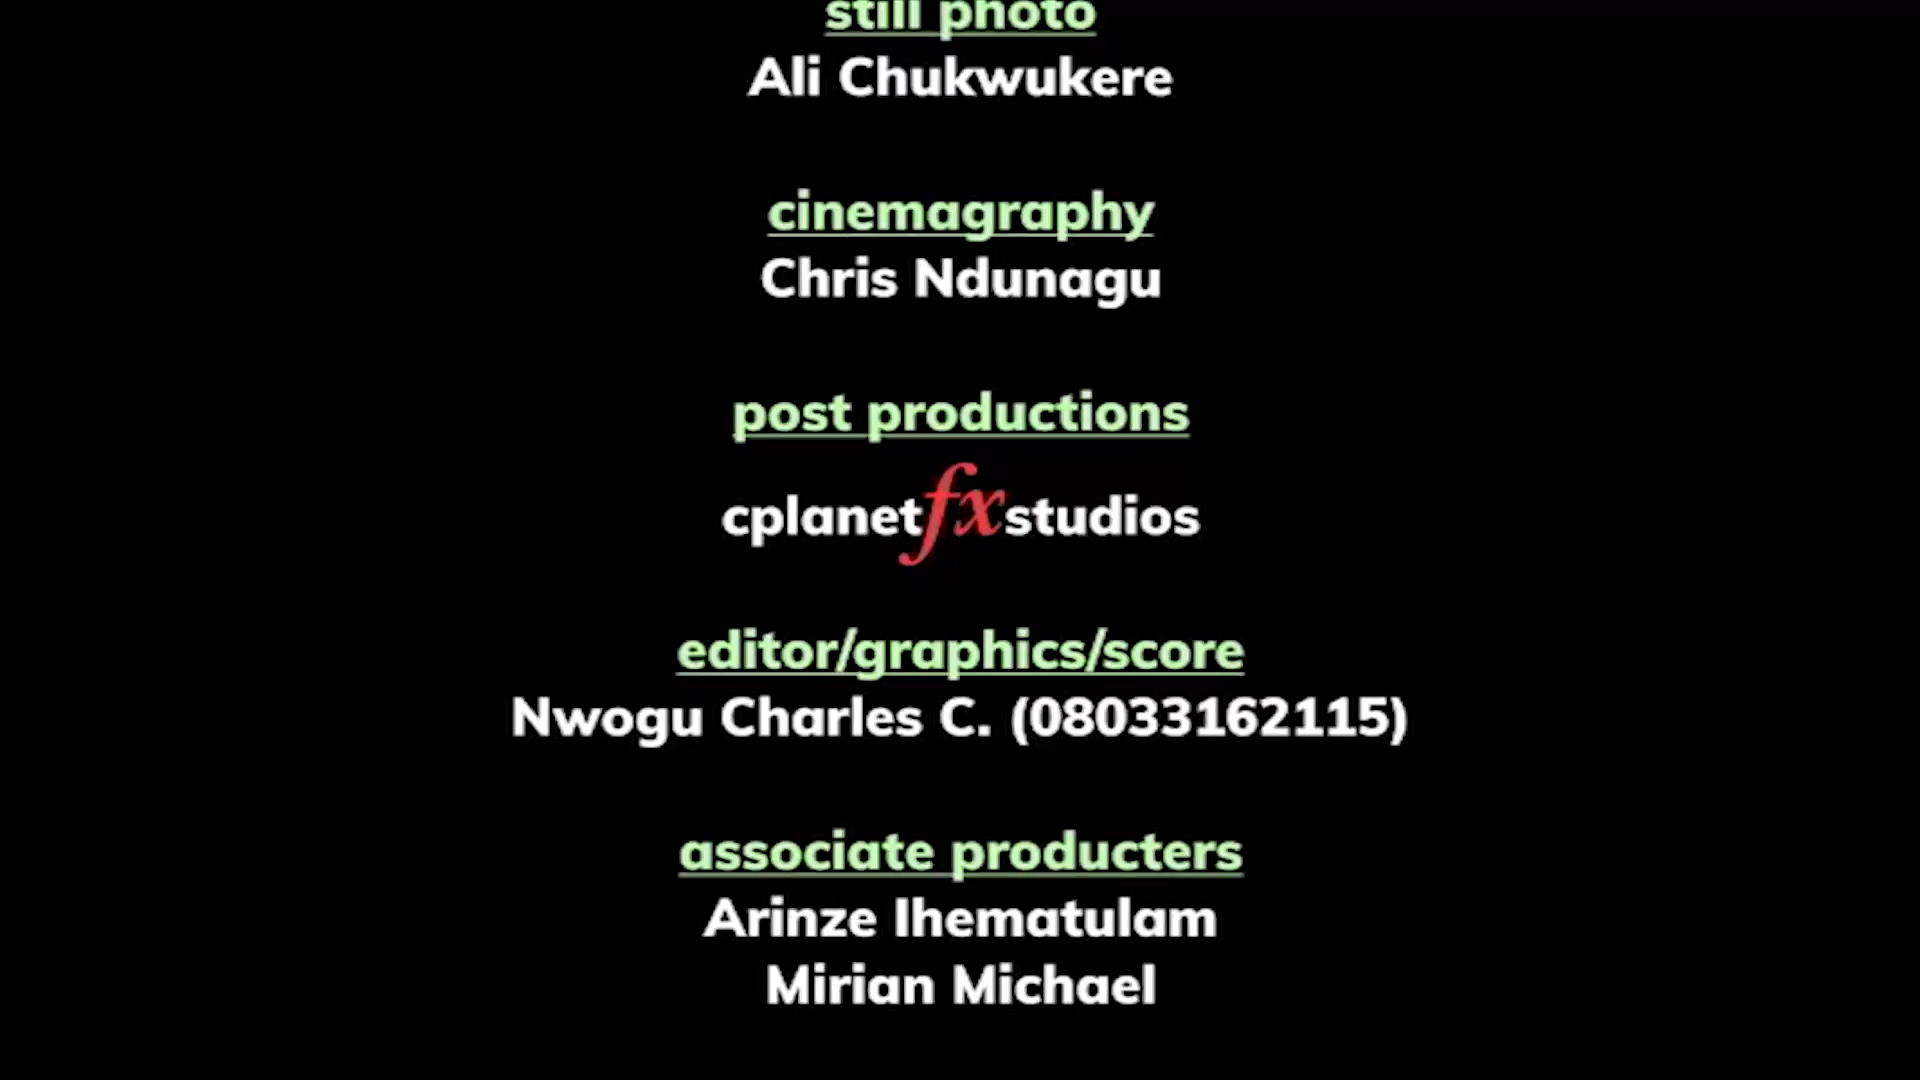 still photo
Ali Chukwukere
cinemagraphy
Chris Ndunagu
post productions
cplanetfxstudios
editor/graphics/score
Nwogu Charles C. (08033162115)
associate producters
Arinze Ihematulam
Mirian Michael